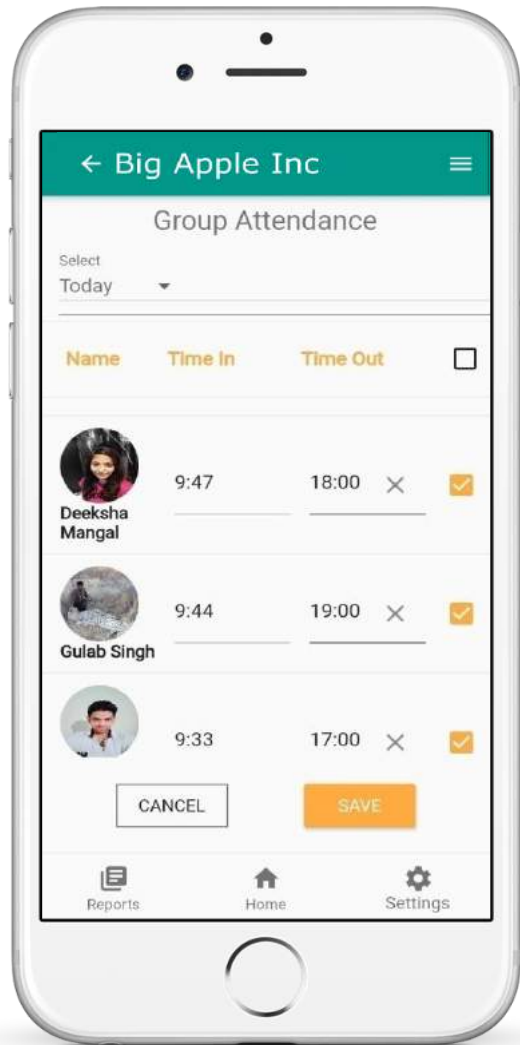 Big Apple Inc
Group Attendance
Select
Today
Name Time In Time Out
9:47 18:00
Deeksha
Mangal
9:44 19:00
Gulab Singh
9:33 17:00
CANCEL SAVE
Reports Home Settings